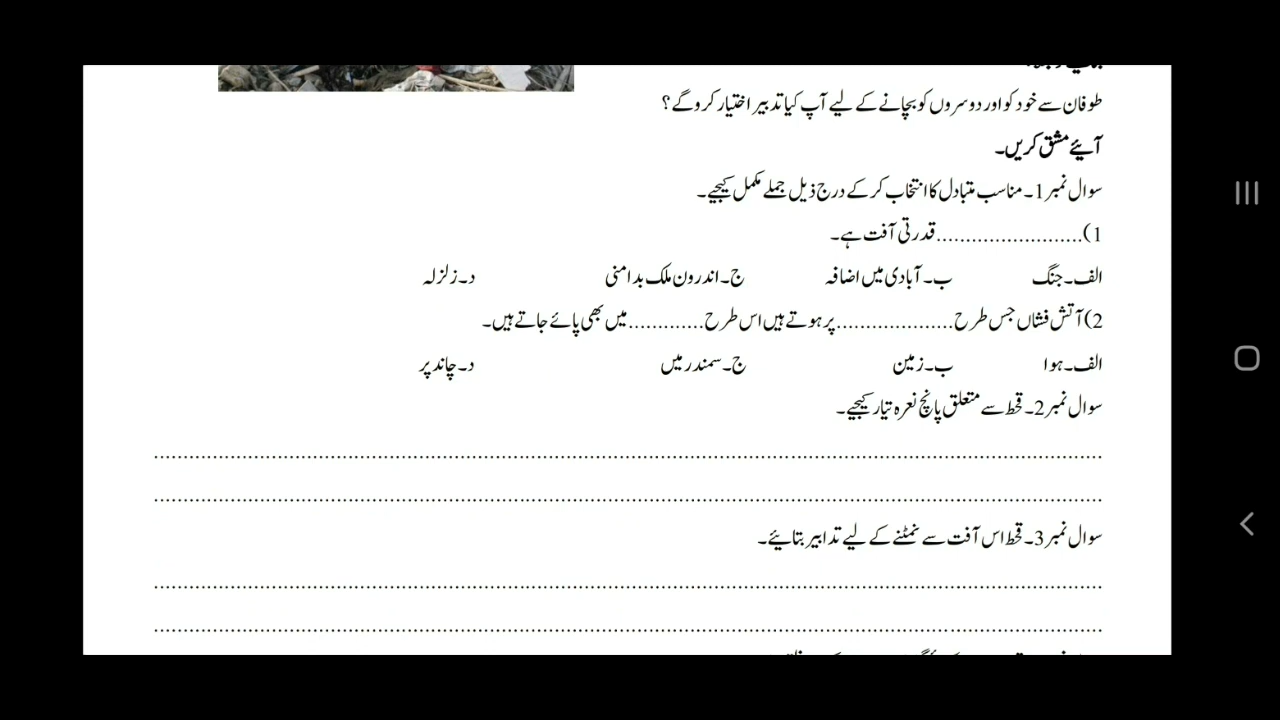 طوفان سے خود کو اور دوسروں کو بچانے کے لیے آپ کیا تدبیر اختیار کروگے ؟
آیئے مشق کریں۔
سوال نمبر 1۔ مناسب متبادل کا انتخاب کرکے درج ذیل جملے مکمل کیجیے۔
1)......................... قدرتی آفت ہے۔
الف۔ جنگ ب۔ آبادی میں اضافہ ج۔ اندرون ملک بدامنی د۔ زلزلہ
2) آتش فشاں جس طرح .................... پر ہوتے ہیں اس طرح ............. میں بھی پائے جاتے ہیں۔
الف۔ ہوا ب۔ زمین ج۔ سمندر میں د۔ چاند پر
سوال نمبر 2۔ قحط سے متعلق پانچ نعرہ تیار کیجیے۔
سوال نمبر 3۔ قحط اس آفت سے نمٹنے کے لیے تدابیر بتایئے۔